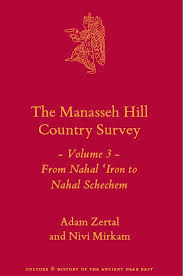 The Manasseh Hill
Country Survey
- Volume 3 -
From Nahal ‘Iron to
Nahal Schechem
Adam Zertal
and Nivi Mirkam
CULTURE & HISTORY OF THE ANCIENT NEAR EAST